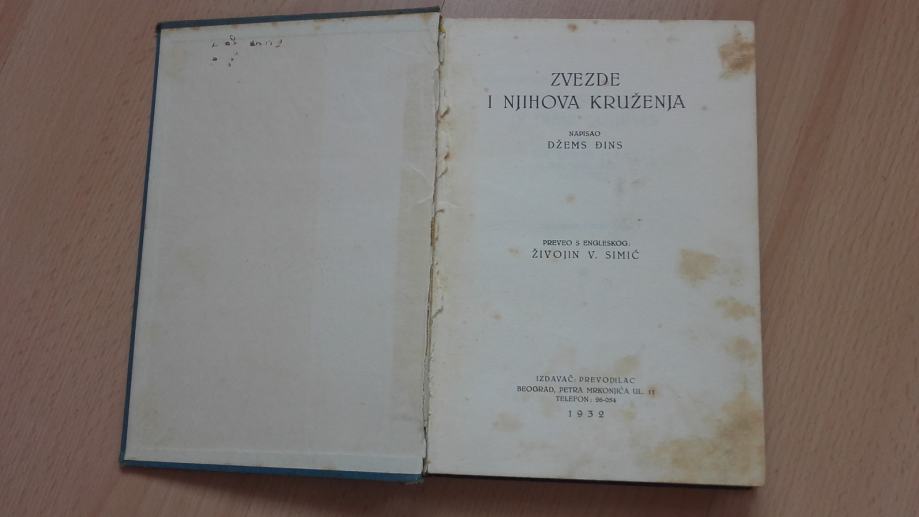 ZVEZDE
I NJIHOVA KRUŽENJA
NAPISAO
DŽEMS ĐINS
PREVEO S ENGLESKOG:
ŽIVOJIN V. SIMIĆ
IZDAVAČ: PREVODILAC
BEOGRAD, PETRA MRKONJIĆA UL. 11
TELEFON: 26-054
1932